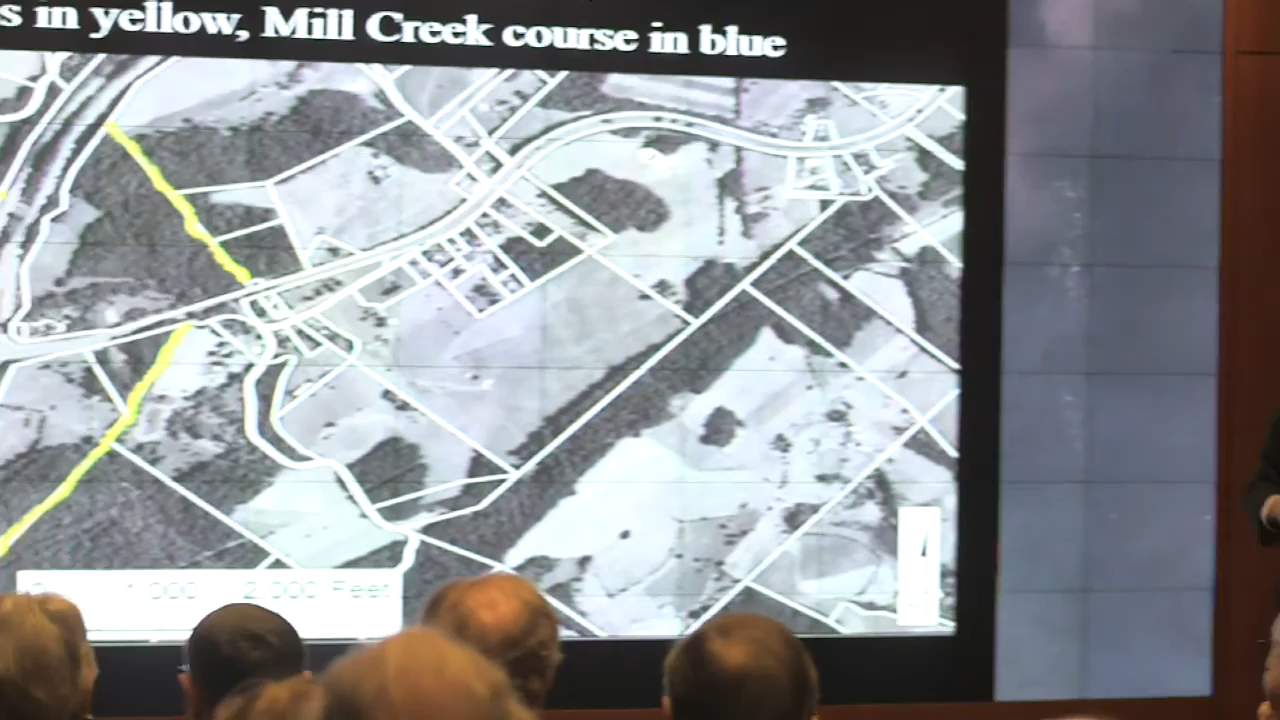 s in yellow, Mill Creek course in blue
1,000 2,000 Feet